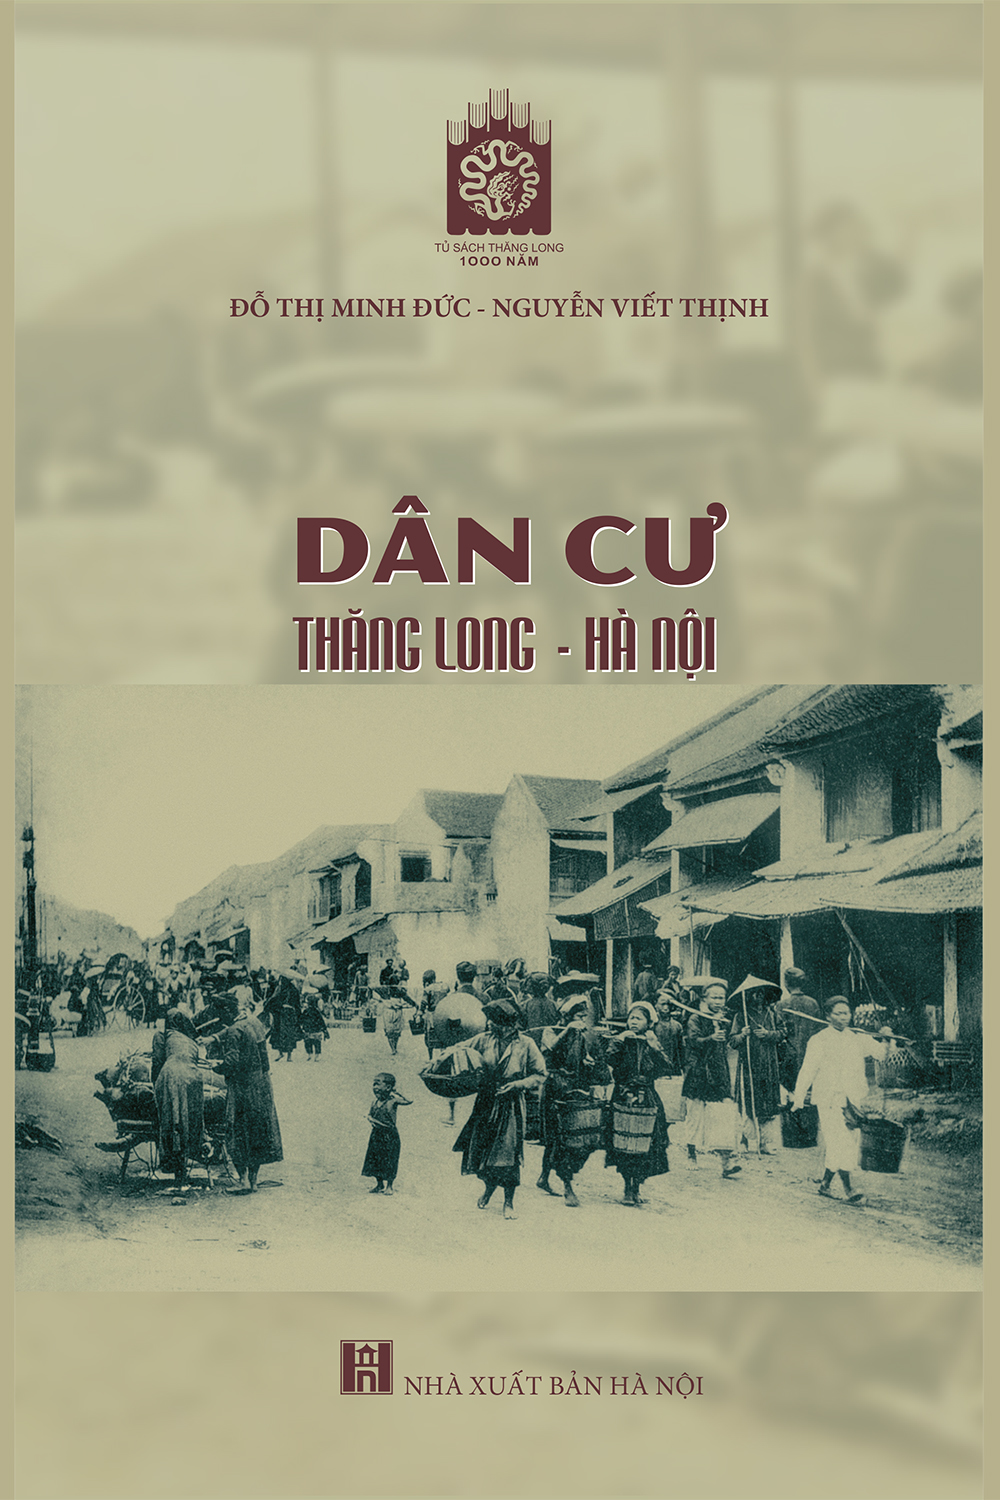 TỦ SÁCH THĂNG LONG
1000 NĂM
ĐỖ THỊ MINH ĐỨC - NGUYỄN VIẾT THỊNH
DÂN CƯ
THĂNG LONG - HÀ NỘI
NHÀ XUẤT BẢN HÀ NỘI